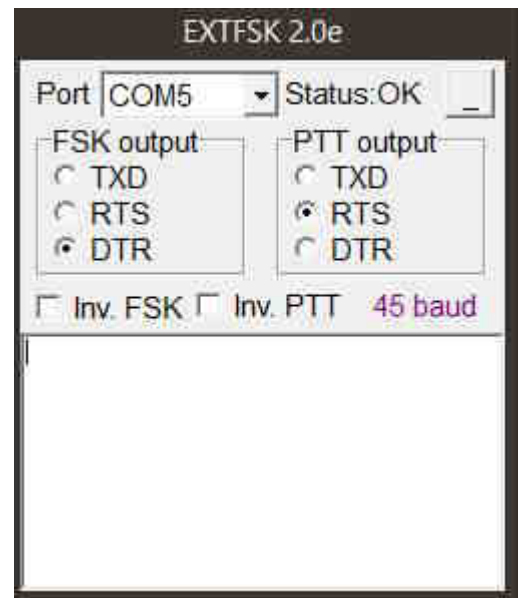 EXTFSK 2.0e
Port COM5 Status:OK _
FSK output PTT output
TXD TXD
RTS RTS
DTR DTR
Inv. FSK Inv. PTT 45 baud